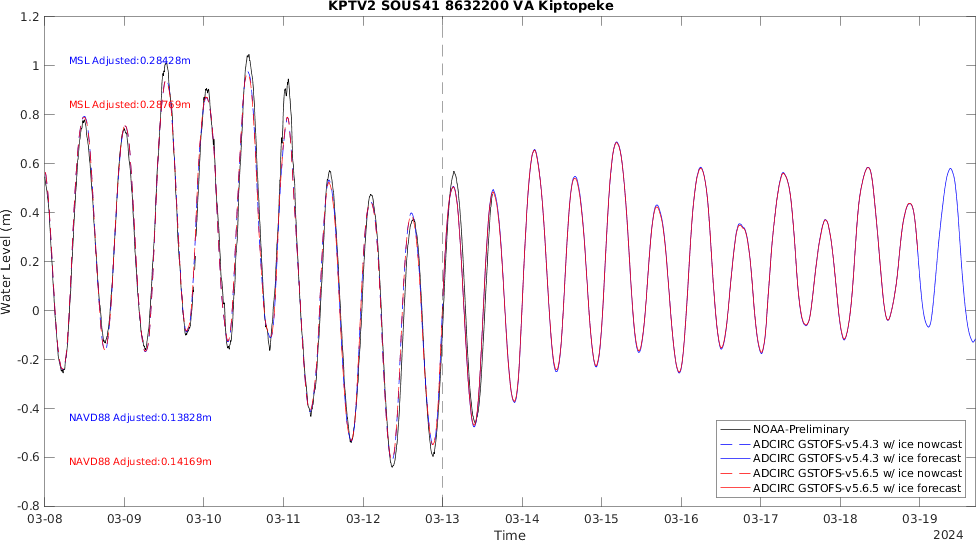 KPTV2 SOUS41 8632200 VA Kiptopeke
1.2
1
0.8
0.6
0.4
0.2
0
-0.2
-0.4
-0.6
-0.8
Water Level (m)
MSL Adjusted:0.28428m
MSL Adjusted:0.28769m
NAVD88 Adjusted:0.13828m
NAVD88 Adjusted:0.14169m
NOAA-Preliminary
ADCIRC GSTOFS-v5.4.3 w/ ice nowcast
ADCIRC GSTOFS-v5.4.3 w/ ice forecast
ADCIRC GSTOFS-v5.6.5 w/ ice nowcast
ADCIRC GSTOFS-v5.6.5 w/ ice forecast
03-08 03-09 03-10 03-11 03-12 03-13 03-14 03-15 03-16 03-17 03-18 03-19
Time
2024